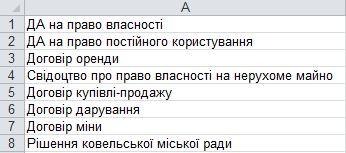 A
1 ДА на право власності
2 ДА на право постійного користування
3 Договір оренди
4 Свідоцтво про право власності на нерухоме майно
5 Договір купівлі-продажу
6 Договір дарування
7 Договір міни
8 Рішення ковельської міської ради